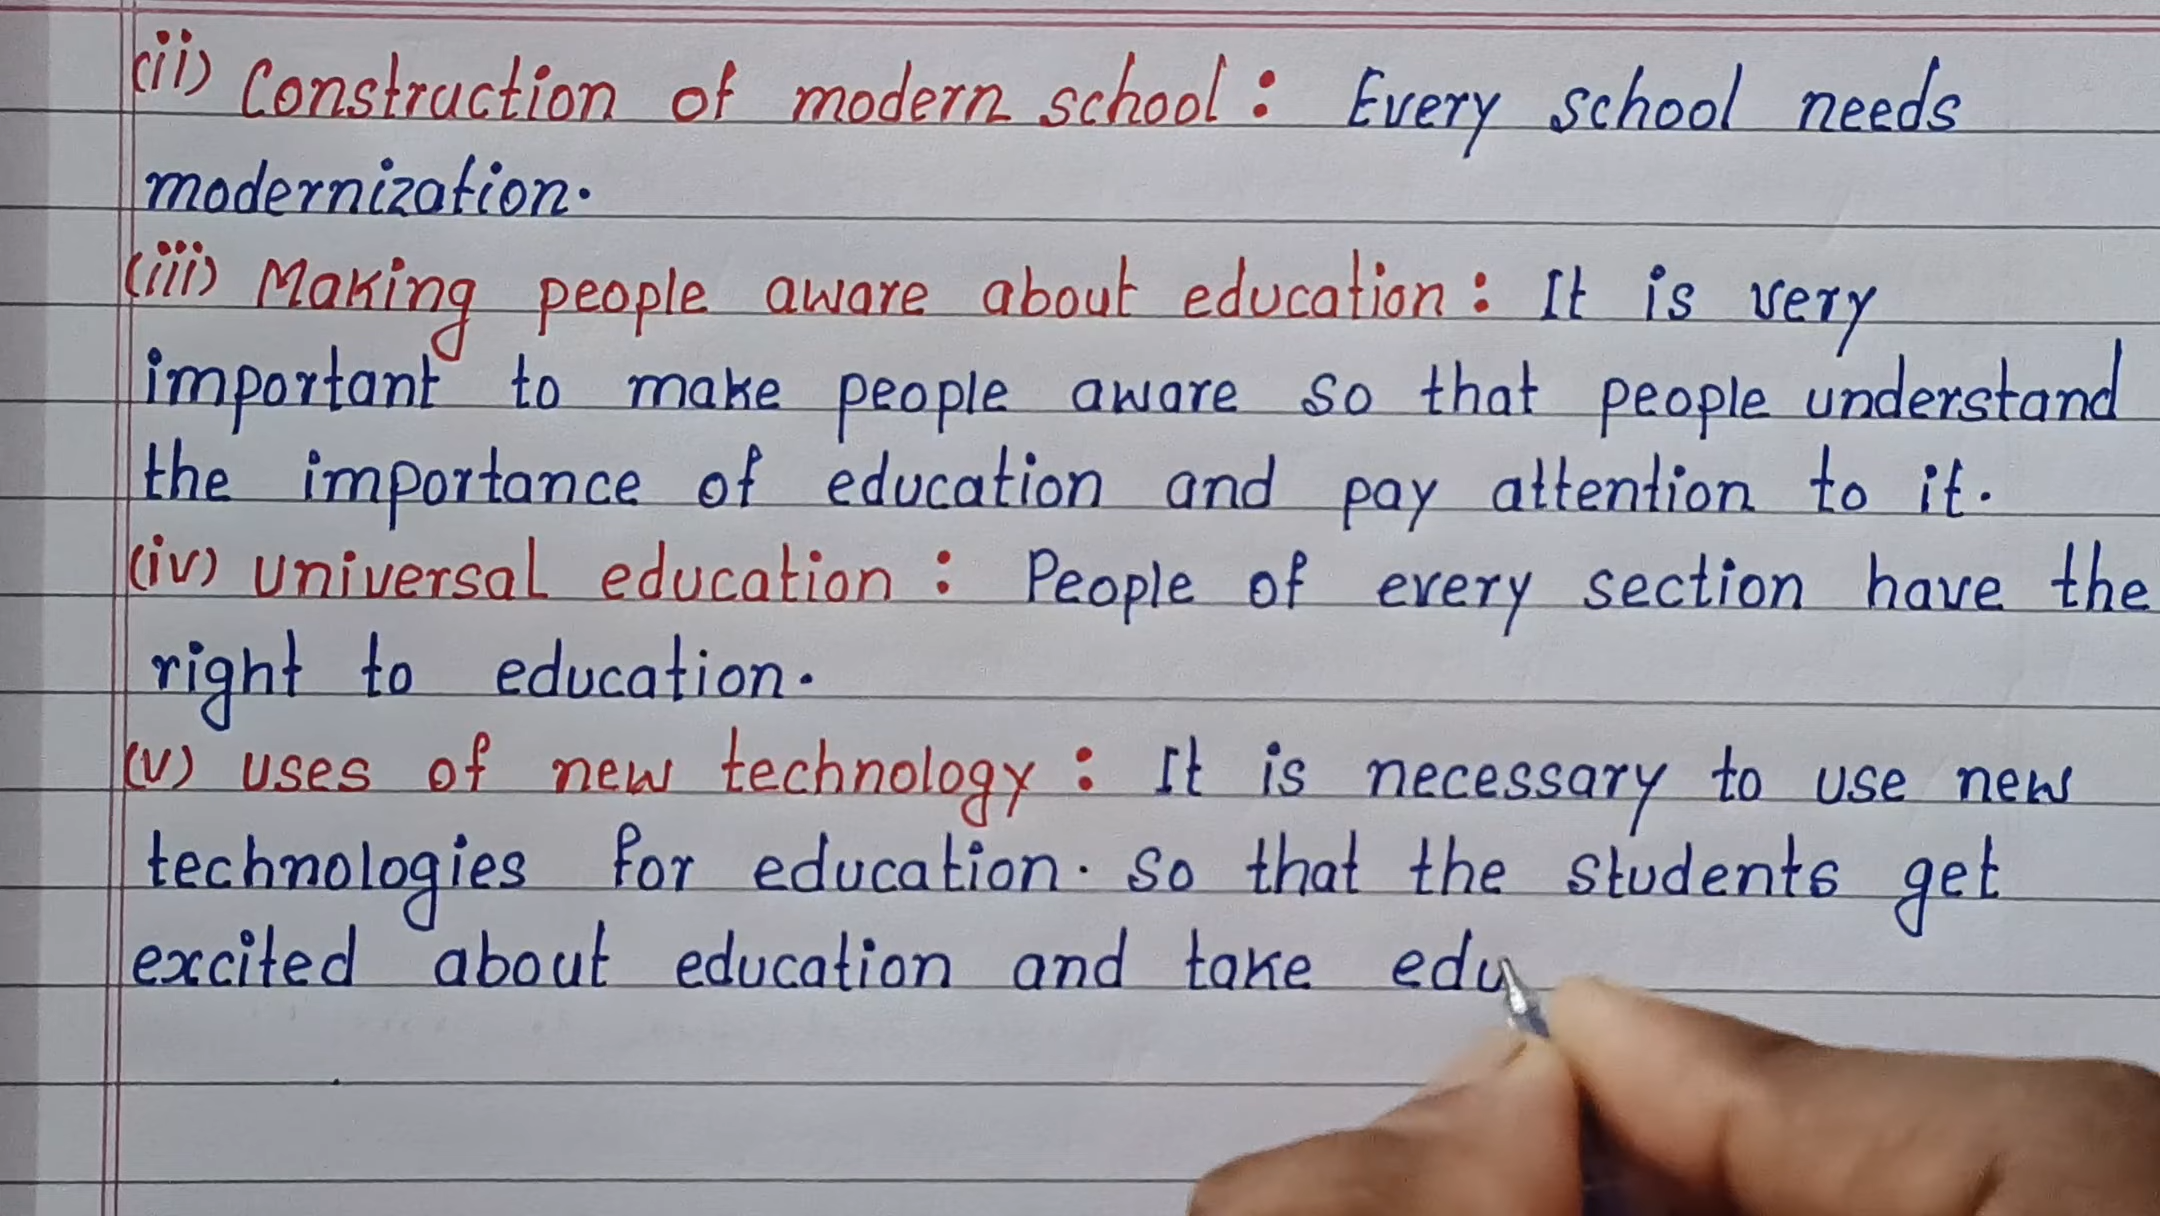 (ii) Construction of modern school : Every school needs
modernization.
(iii) Making people aware about education : It is very
important to make people aware so that people understand
the importance of education and pay attention to it.
(iv) universal education : People of every section have the
right to education.
(v) uses of new technology : It is necessary to use new
technologies for education. so that the students get
excited about education and take edu